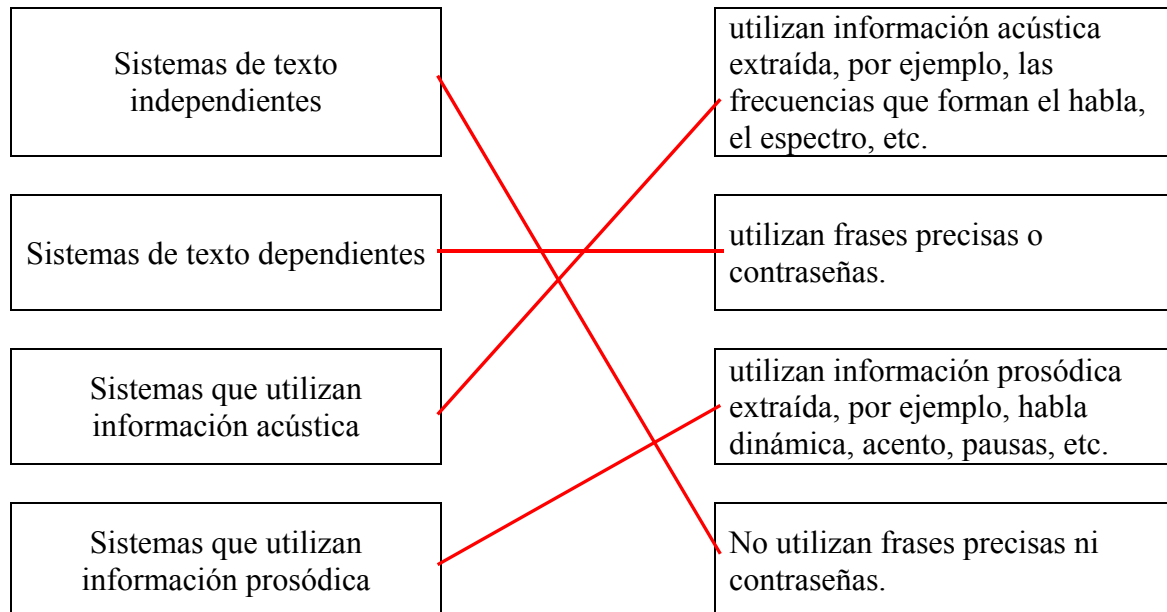 Sistemas de texto
independientes
utilizan información acústica
extraída, por ejemplo, las
frecuencias que forman el habla,
el espectro, etc.
Sistemas de texto dependientes
utilizan frases precisas o
contraseñas.
Sistemas que utilizan
información acústica
utilizan información prosódica
extraída, por ejemplo, habla
dinámica, acento, pausas, etc.
Sistemas que utilizan
información prosódica
No utilizan frases precisas ni
contraseñas.